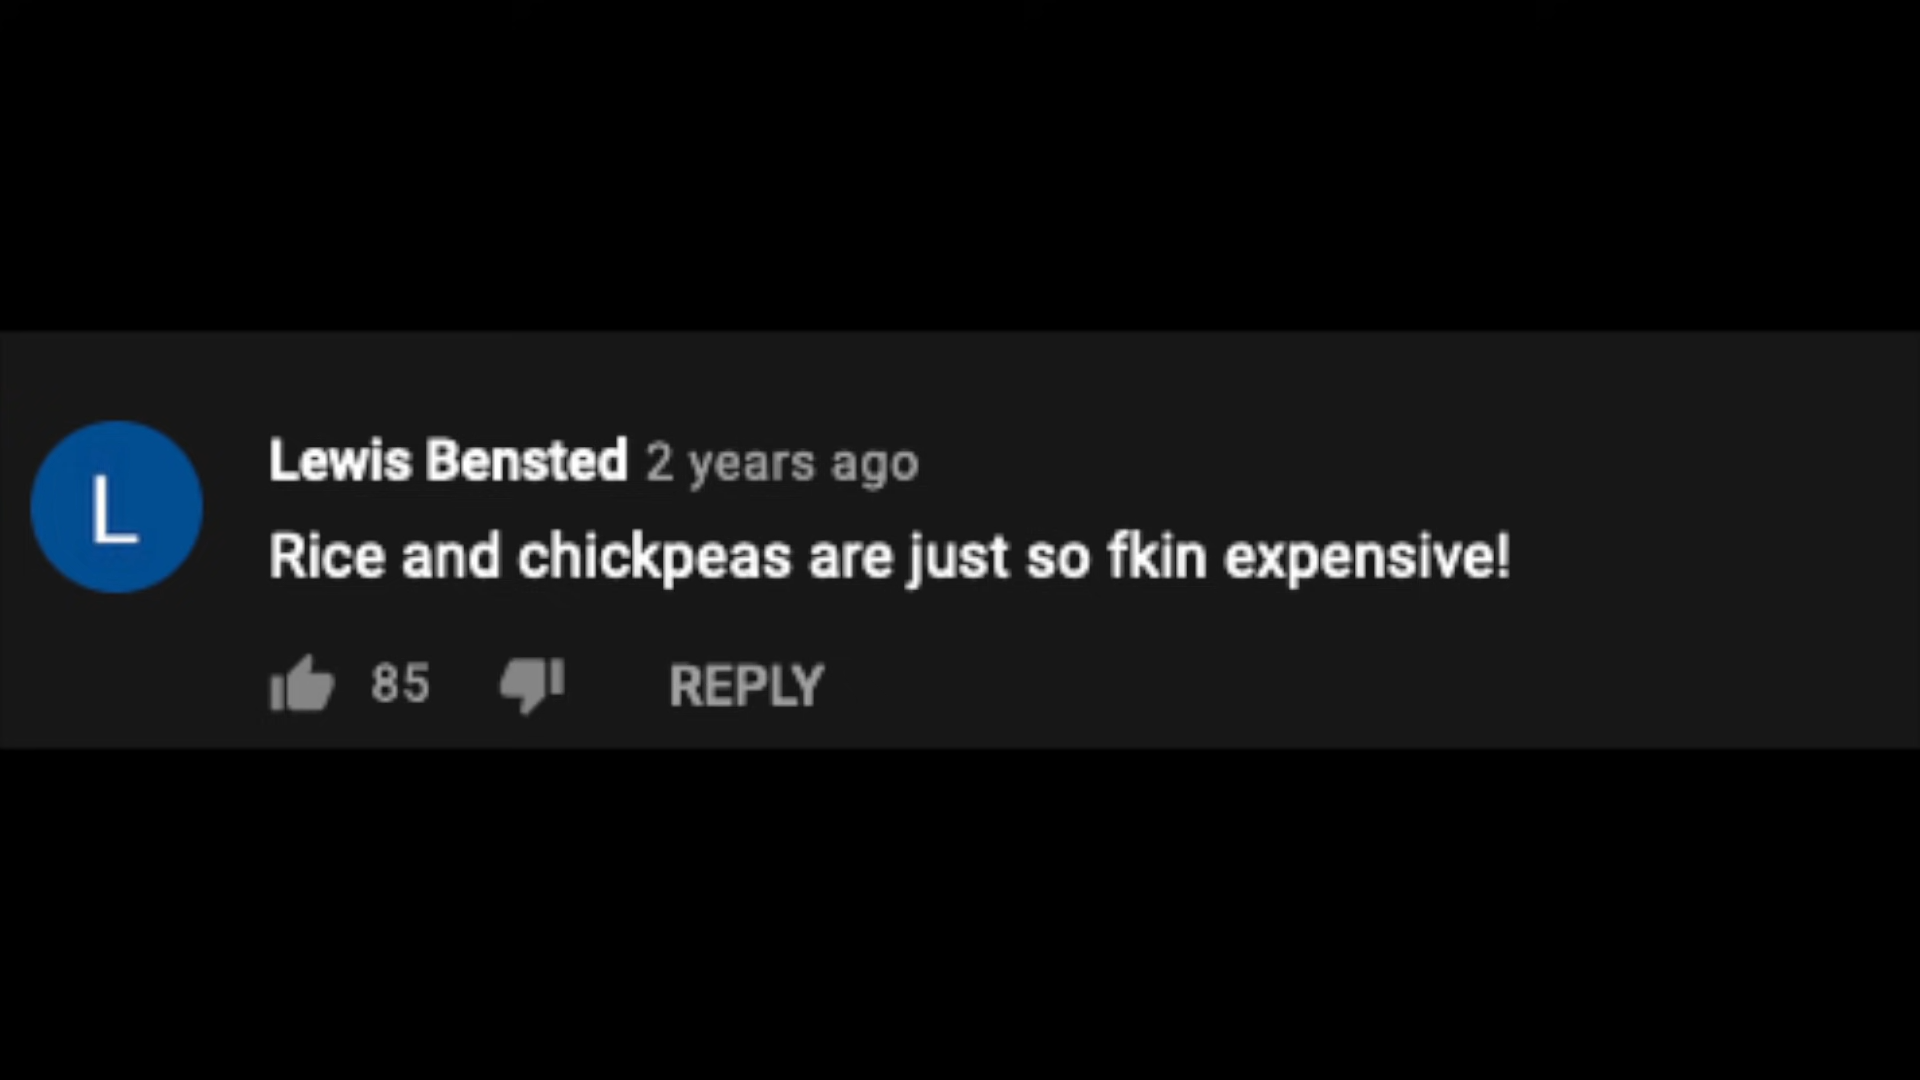 L
Lewis Bensted 2 years ago
Rice and chickpeas are just so fkin expensive!
85 REPLY